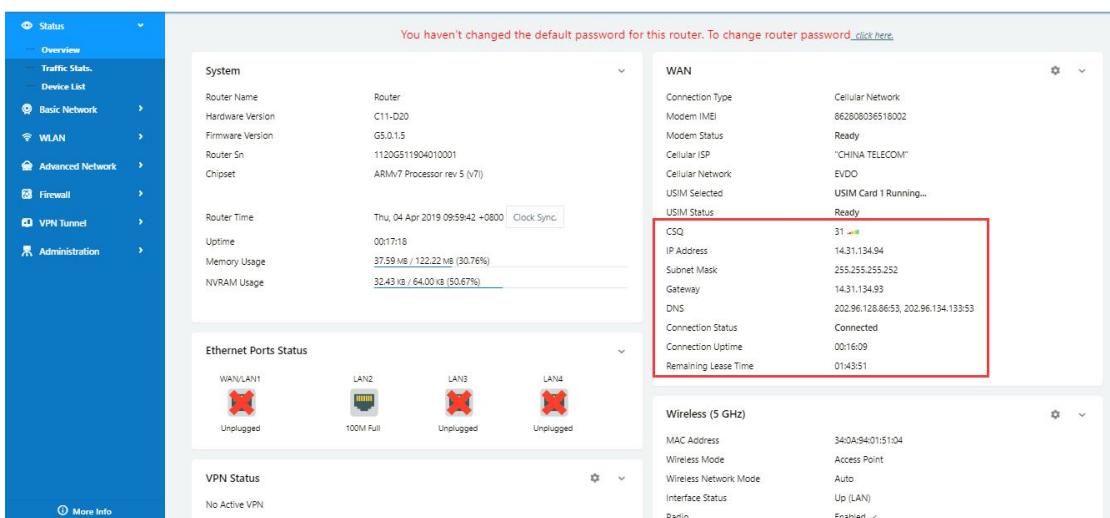 Status
Overview
Traffic Stats.
Device List
Basic Network
WLAN
Advanced Network
Firewall
VPN Tunnel
Administration
More Info
You haven't changed the default password for this router. To change router password click here.
System
Router Name Router
Hardware Version C11-D20
Firmware Version G5.0.1.5
Router Sn 1120G511904010001
Chipset ARMv7 Processor rev 5 (v7l)
Router Time Thu, 04 Apr 2019 09:59:42 +0800 Clock Sync.
Uptime 00:17:18
Memory Usage 37.59 MB / 122.22 MB (30.76%)
NVRAM Usage 32.43 KB / 64.00 KB (50.67%)
Ethernet Ports Status
WAN/LAN1 LAN2 LAN3 LAN4
Unplugged 100M Full Unplugged Unplugged
VPN Status
No Active VPN
WAN
Connection Type Cellular Network
Modem IMEI 862808036518002
Modem Status Ready
Cellular ISP "CHINA TELECOM"
Cellular Network EVDO
USIM Selected USIM Card 1 Running...
USIM Status Ready
CSQ 31
IP Address 14.31.134.94
Subnet Mask 255.255.255.252
Gateway 14.31.134.93
DNS 202.96.128.86:53, 202.96.134.133:53
Connection Status Connected
Connection Uptime 00:16:09
Remaining Lease Time 01:43:51
Wireless (5 GHz)
MAC Address 34:0A:94:01:51:04
Wireless Mode Access Point
Wireless Network Mode Auto
Interface Status Up (LAN)
Radio Enabled